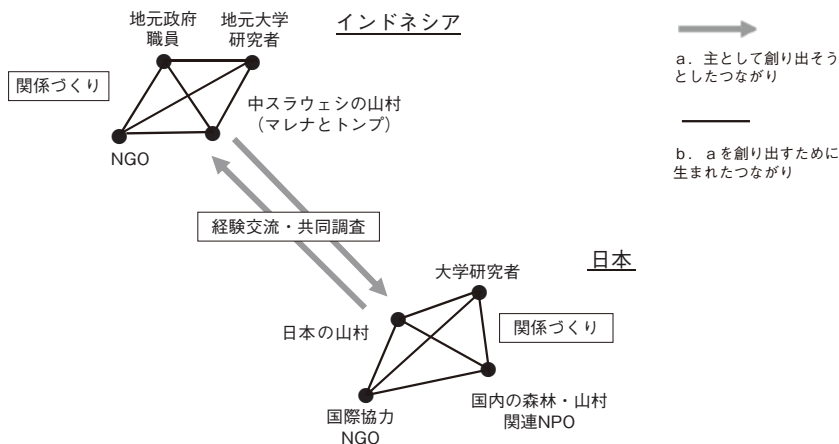 インドネシア
地元政府
職員
地元大学
研究者
関係づくり
中スラウェシの山村
(マレナとトンプ)
NGO
経験交流・共同調査
日本
大学研究者
日本の山村
関係づくり
国際協力
NGO
国内の森林・山村
関連NPO
a．主として創り出そう
としたつながり
b．aを創り出すために
生まれたつながり